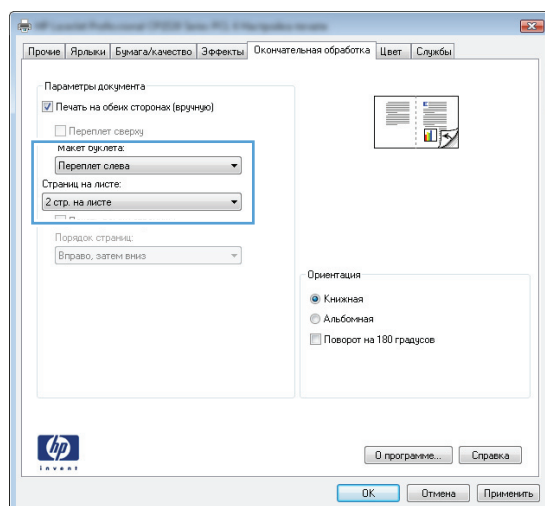 Прочие Ярлыки Бумага/качество Эффекты Окончательная обработка Цвет Службы
Параметры документа
Печать на обеих сторонах (вручную)
Переплет сверху
Макет буклета:
Переплет слева
Страниц на листе:
2 стр. на листе
Порядок страниц:
Вправо, затем вниз
Ориентация
Книжная
Альбомная
Поворот на 180 градусов
hp
invent
О программе... Справка
OK Отмена Применить